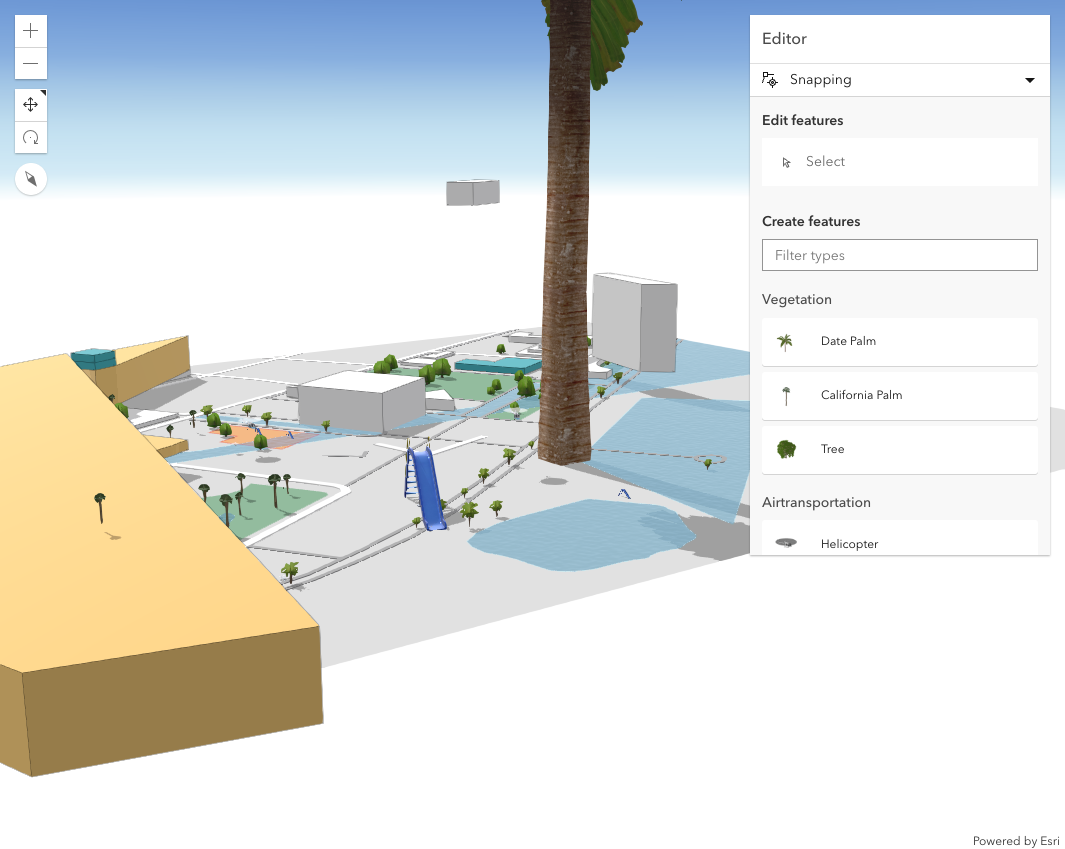 Editor
Snapping
Edit features
Select
Create features
Filter types
Vegetation
Date Palm
California Palm
Tree
Airtransportation
Helicopter
Powered by Esri